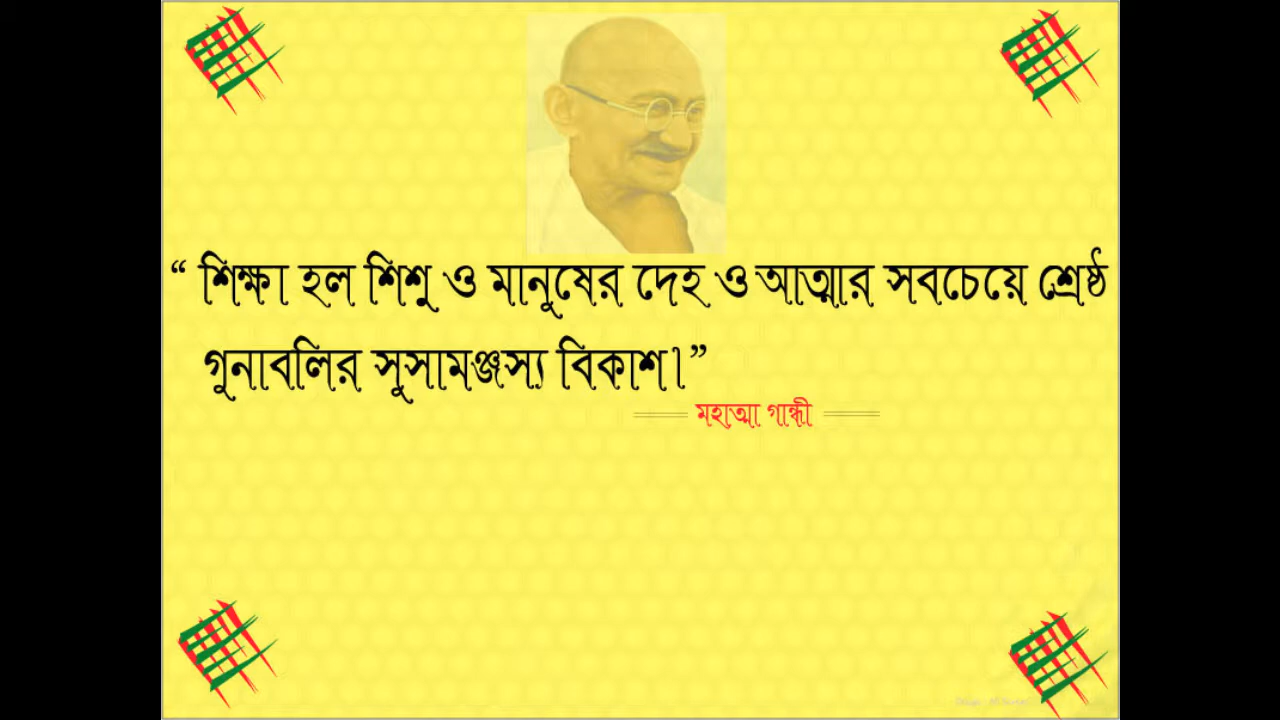 “ শিক্ষা হল শিশু ও মানুষের দেহ ও আত্মার সবচেয়ে শ্রেষ্ঠ
গুনাবলির সুসামঞ্জস্য বিকাশ।”
মহাত্মা গান্ধী